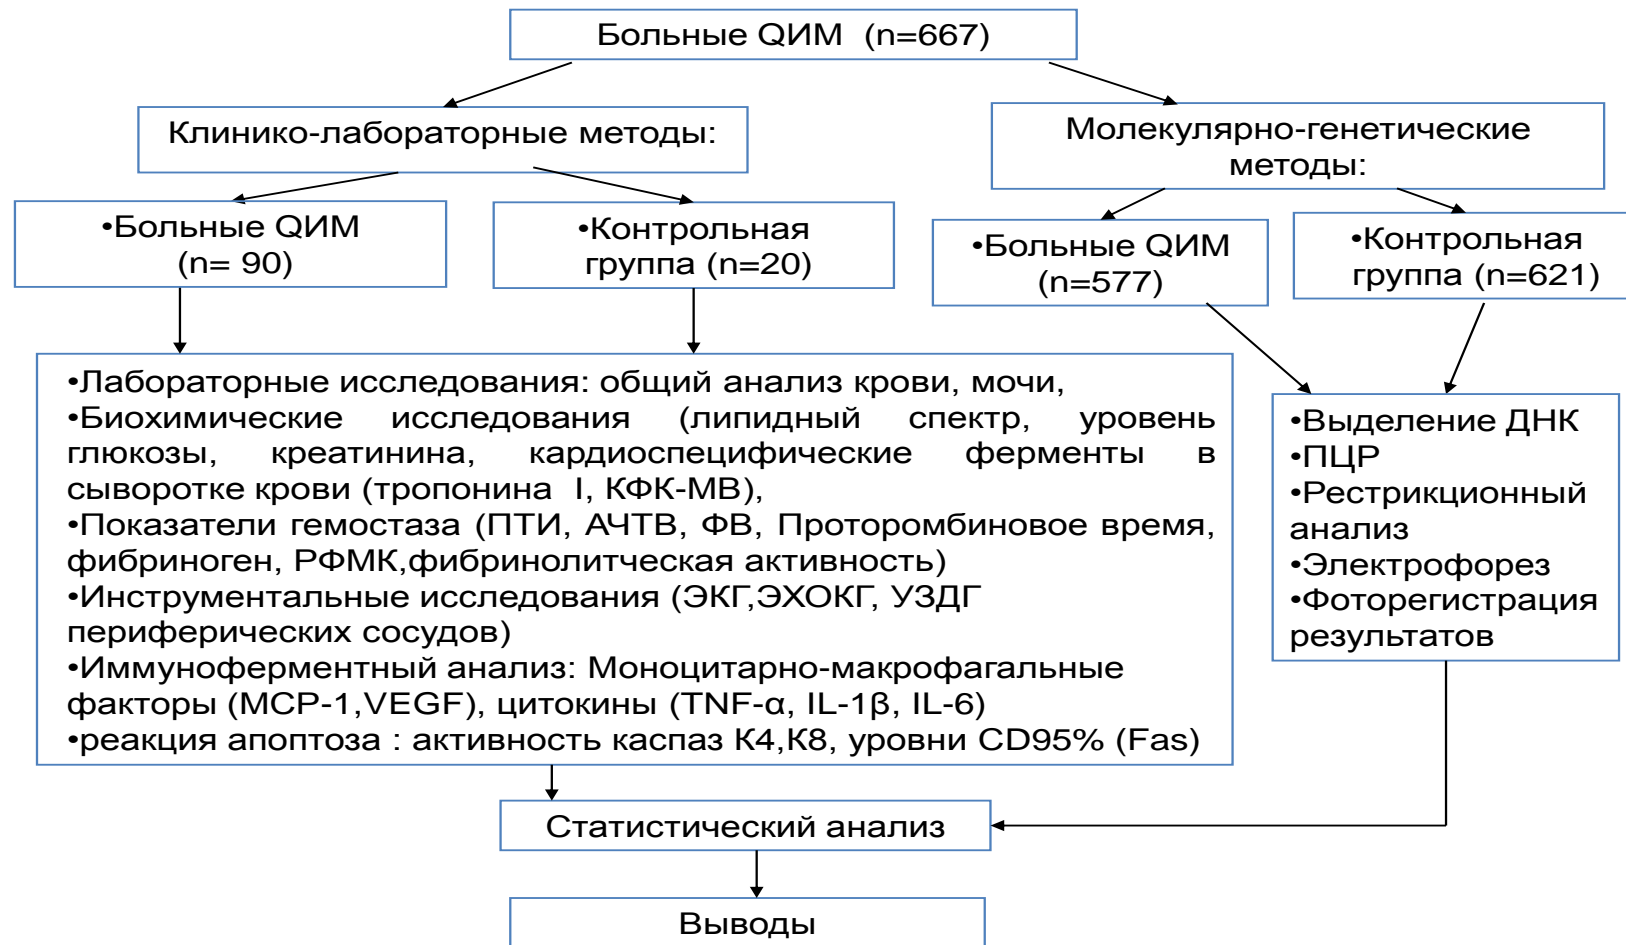 Больные QИМ (n=667)
Клинико-лабораторные методы:
Молекулярно-генетические
методы:
•Больные QИМ
(n= 90)
•Контрольная
группа (n=20)
•Больные QИМ
(n=577)
•Контрольная
группа (n=621)
•Лабораторные исследования: общий анализ крови, мочи,
•Биохимические исследования (липидный спектр, уровень
глюкозы, креатинина, кардиоспецифические ферменты в
сыворотке крови (тропонина I, КФК-МВ),
•Показатели гемостаза (ПТИ, АЧТВ, ФВ, Проторомбиновое время,
фибриноген, РФМК,фибринолитческая активность)
•Инструментальные исследования (ЭКГ,ЭХОКГ, УЗДГ
периферических сосудов)
•Иммуноферментный анализ: Моноцитарно-макрофагальные
факторы (MCP-1,VEGF), цитокины (TNF-α, IL-1β, IL-6)
•реакция апоптоза : активность каспаз К4,К8, уровни CD95% (Fas)
•Выделение ДНК
•ПЦР
•Рестрикционный
анализ
•Электрофорез
•Фоторегистрация
результатов
Статистический анализ
Выводы